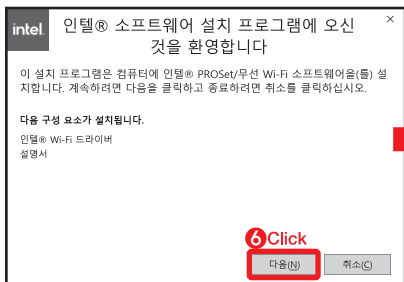 intel. 인텔® 소프트웨어 설치 프로그램에 오신
것을 환영합니다
×
이 설치 프로그램은 컴퓨터에 인텔® PROSet/무선 Wi-Fi 소프트웨어을(를) 설
치합니다. 계속하려면 다음을 클릭하고 종료하려면 취소를 클릭하십시오.
다음 구성 요소가 설치됩니다.
인텔® Wi-Fi 드라이버
설명서
6Click
다음(N) 취소(C)